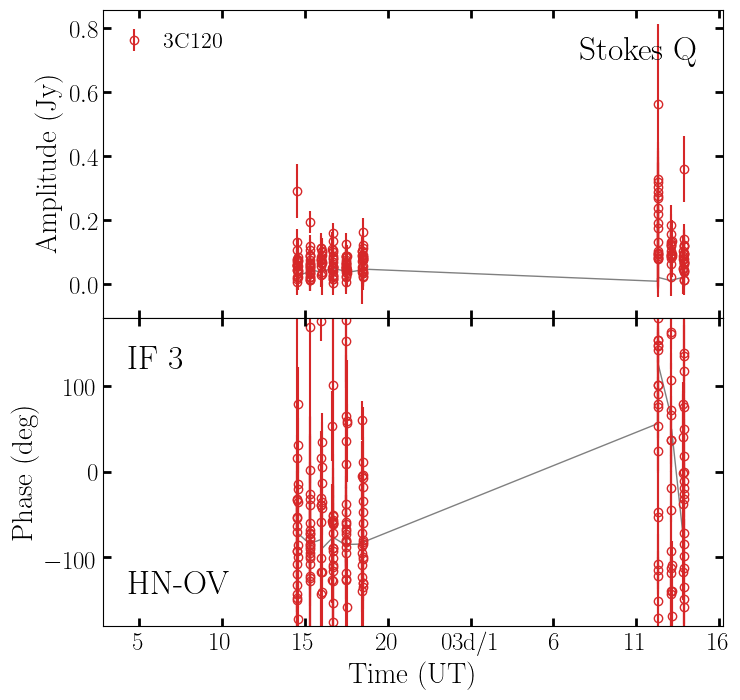 3C120
Stokes Q
0.8
0.6
0.4
0.2
0.0
Amplitude (Jy)
IF 3
HN-OV
100
0
−100
Phase (deg)
5 10 15 20 03d/1 6 11 16
Time (UT)